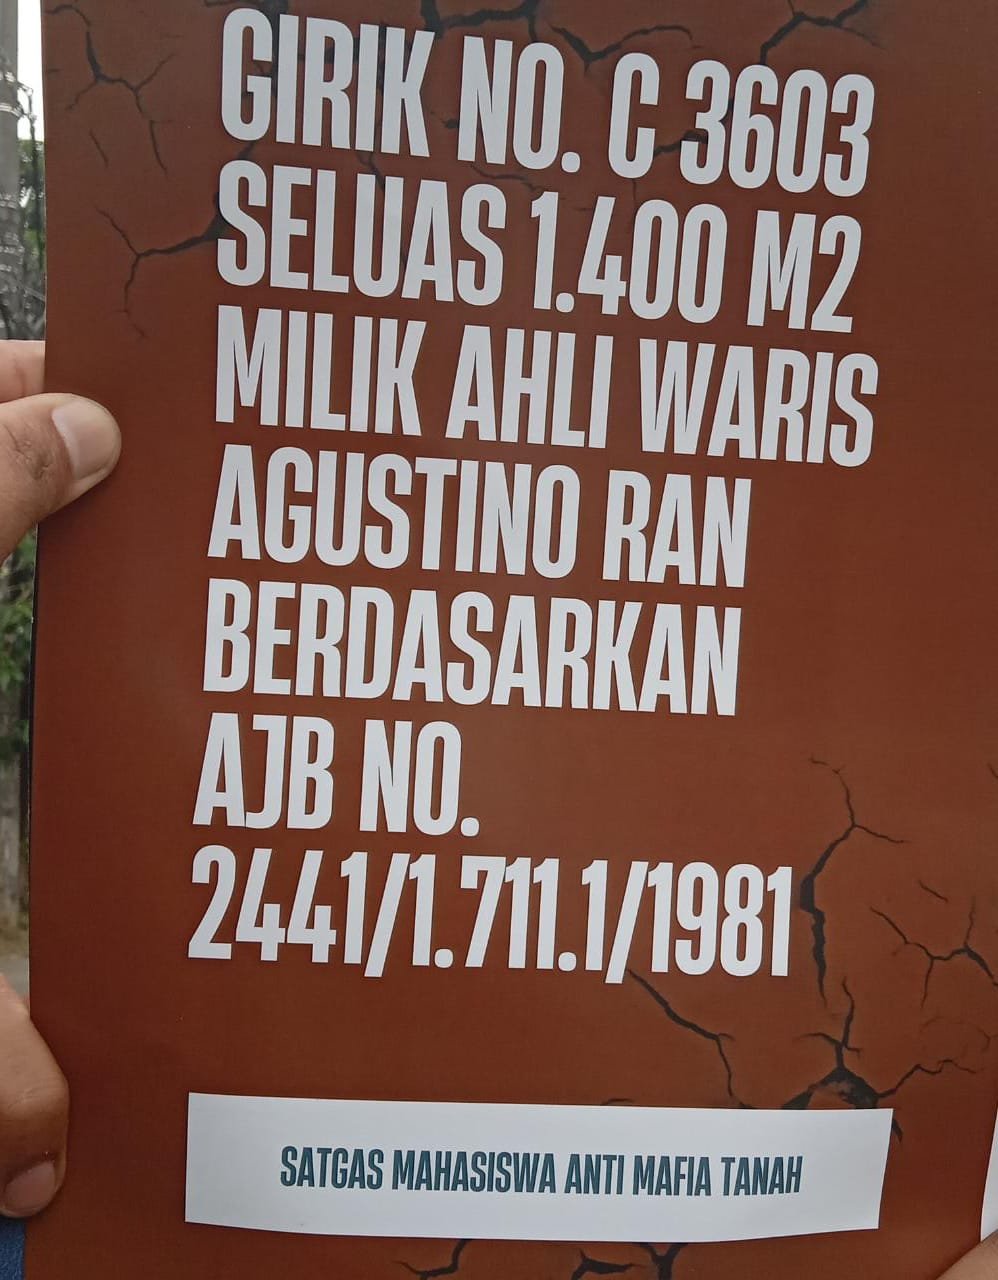 GIRIK NO. C 3603
SELUAS 1.400 M2
MILIK AHLI WARIS
AGUSTINO RAN
BERDASARKAN
AJB NO.
2441/1.711.1/1981
SATGAS MAHASISWA ANTI MAFIA TANAH